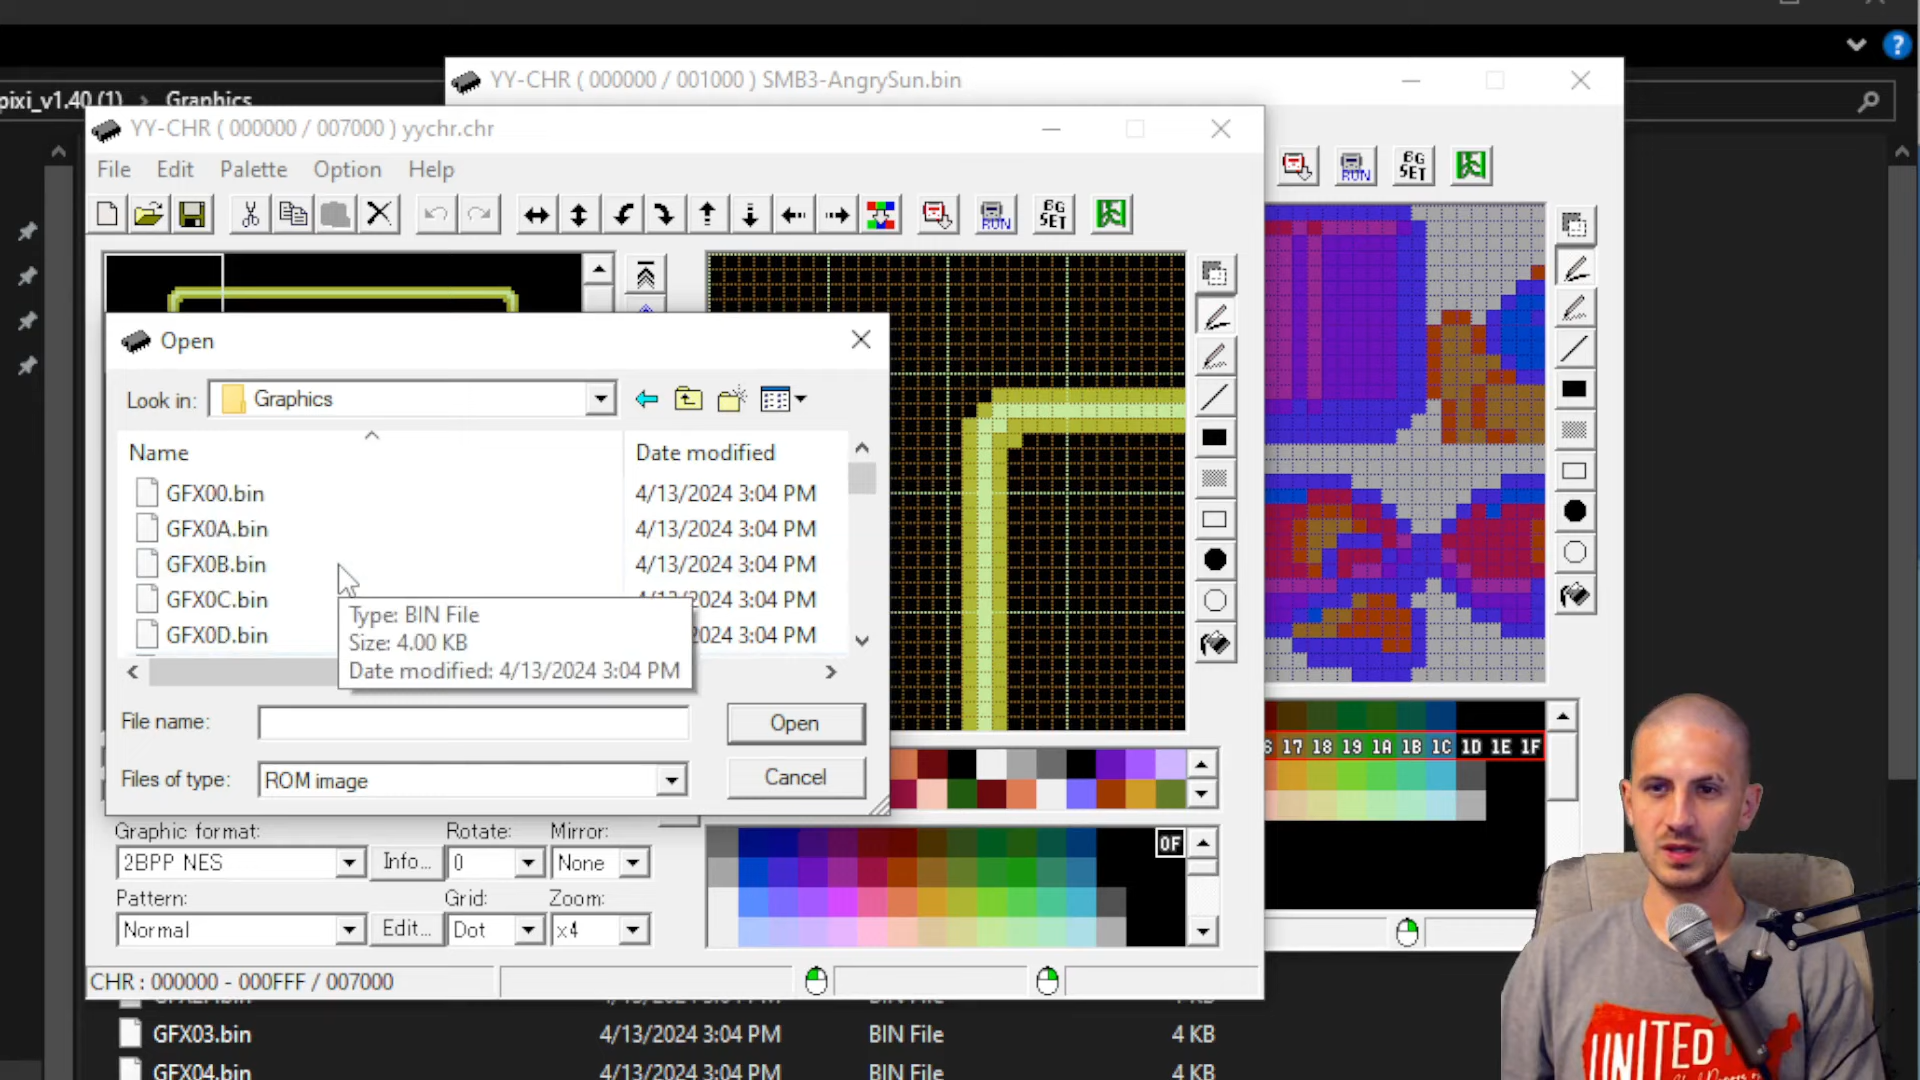 YY-CHR ( 000000 / 001000 ) SMB3-AngrySun.bin
pixi_v1.40 (1) › Graphics
YY-CHR ( 000000 / 007000 ) yychr.chr
File Edit Palette Option Help
RUN BG SET
RUN BG SET
Open
Look in: Graphics
Name Date modified
GFX00.bin 4/13/2024 3:04 PM
GFX0A.bin 4/13/2024 3:04 PM
GFX0B.bin 4/13/2024 3:04 PM
GFX0C.bin 2024 3:04 PM
GFX0D.bin 2024 3:04 PM
Type: BIN File
Size: 4.00 KB
Date modified: 4/13/2024 3:04 PM
File name: Open
Files of type: ROM image Cancel
17 18 19 1A 1B 1C 1D 1E 1F
Graphic format: Rotate: Mirror:
2BPP NES Info... 0 None
0F
Pattern: Grid: Zoom:
Normal Edit... Dot x4
CHR : 000000 - 000FFF / 007000
GFX03.bin 4/13/2024 3:04 PM BIN File 4 KB
GFX04.bin 4/13/2024 3:04 PM BIN File 4 KB
UNITED